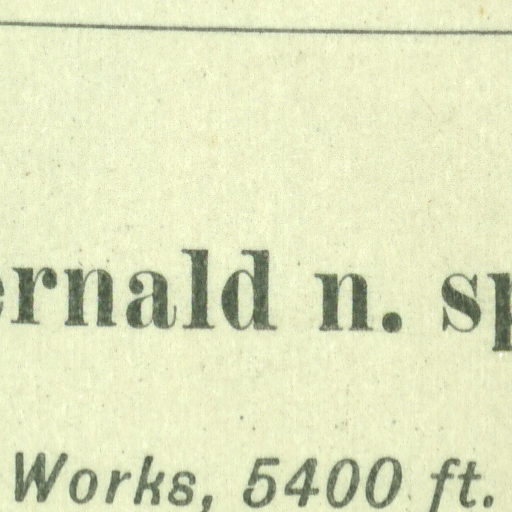 ernald n. sp
Works, 5400 ft.